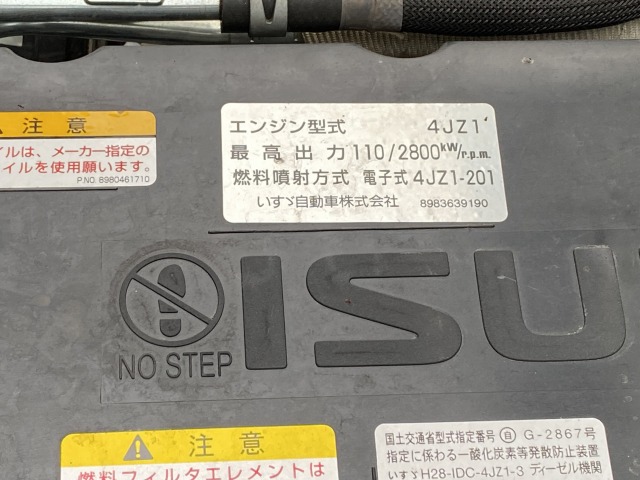 注意
イルは、メーカー指定の
イルを使用願います。
P.NO. 8980461710
エンジン型式 4JZ1
最高出力 110/2800kW/r.p.m.
燃料噴射方式 電子式 4JZ1-201
いすゞ自動車株式会社 8983639190
NO STEP
ISU
注意
燃料フィルタエレメントは
国土交通省型式指定番号 自 G-2867号
指定に係わる一酸化炭素等発散防止装置
いすゞH28-IDC-4JZ1-3 ディーゼル機関